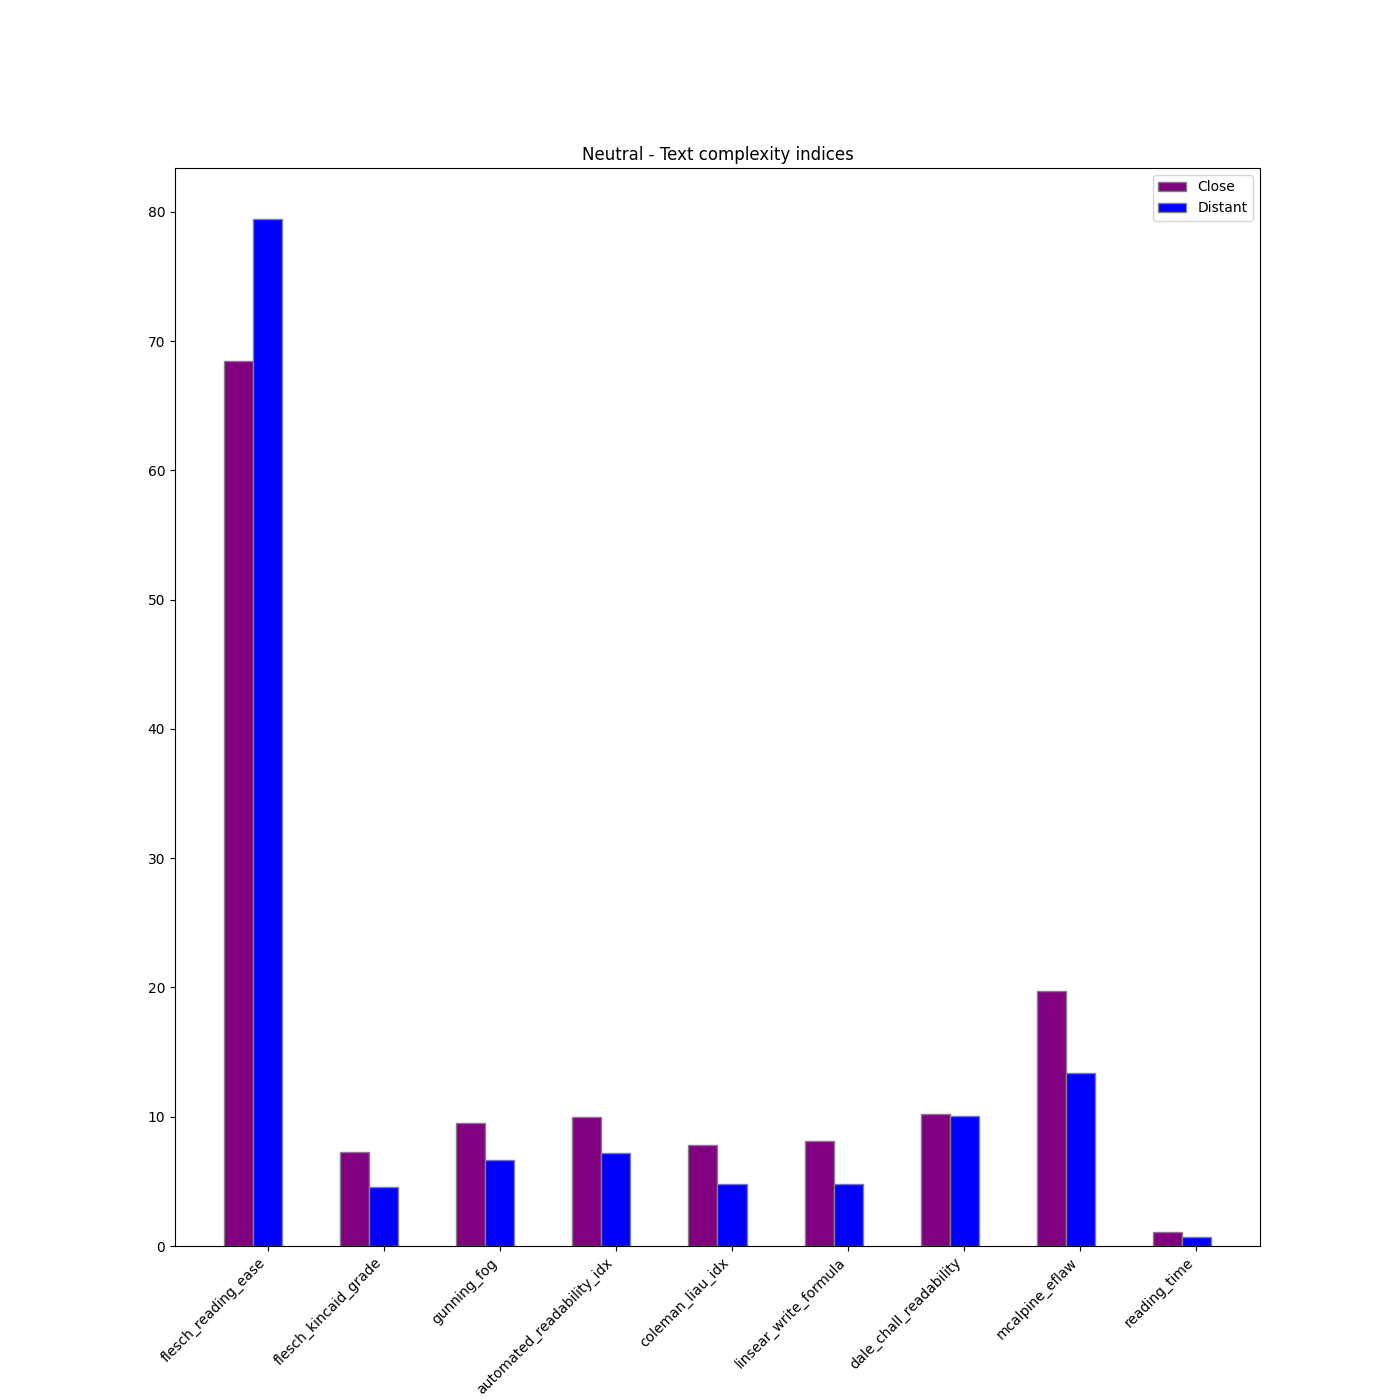 Neutral - Text complexity indices
Close
Distant
80
70
60
50
40
30
20
10
0
flesch_reading_ease
flesch_kincaid_grade
gunning_fog
automated_readability_idx
coleman_liau_idx
linsear_write_formula
dale_chall_readability
mcalpine_eflaw
reading_time